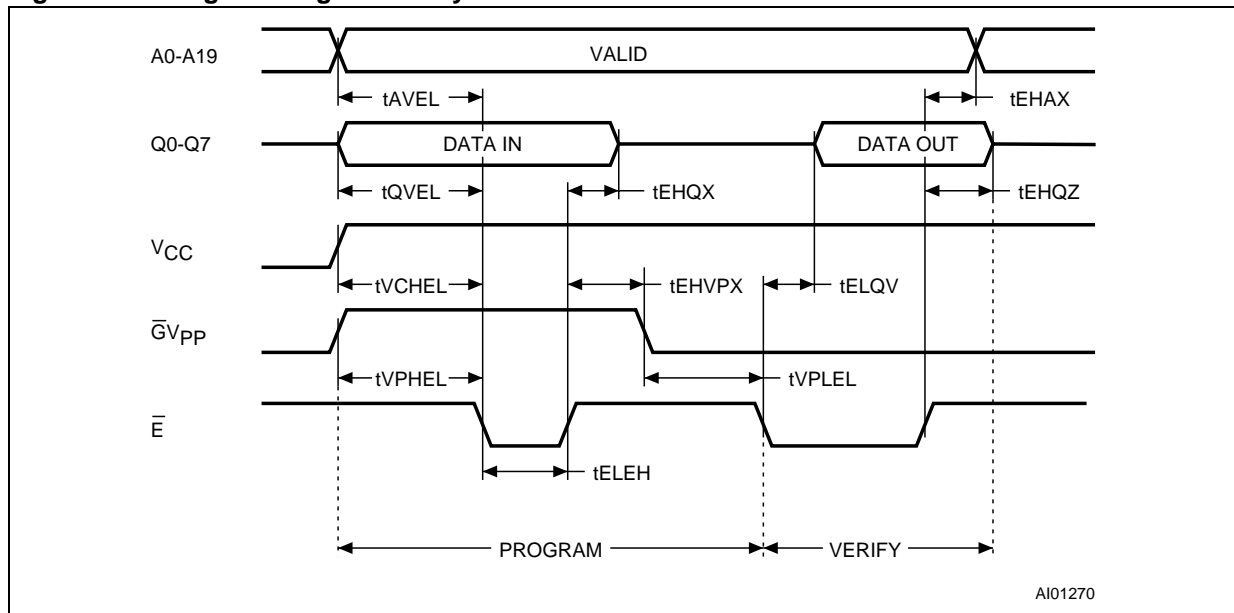 A0-A19
VALID
tAVEL
tEHAX
Q0-Q7
DATA IN
DATA OUT
tQVEL
tEHQX
tEHQZ
VCC
tVCHEL
tEHVPX
tELQV
G̅VPP
tVPHEL
tVPLEL
E̅
tELEH
PROGRAM
VERIFY
AI01270